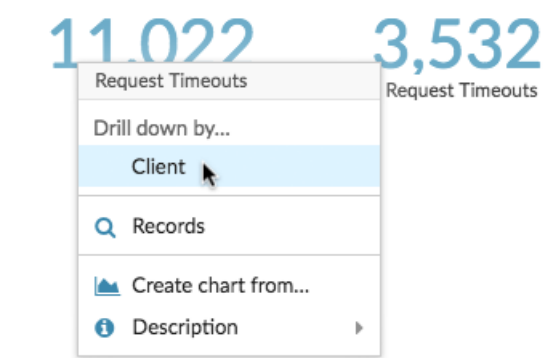 11,022
3,532
Request Timeouts
Request Timeouts
Drill down by...
Client
Records
Create chart from...
Description